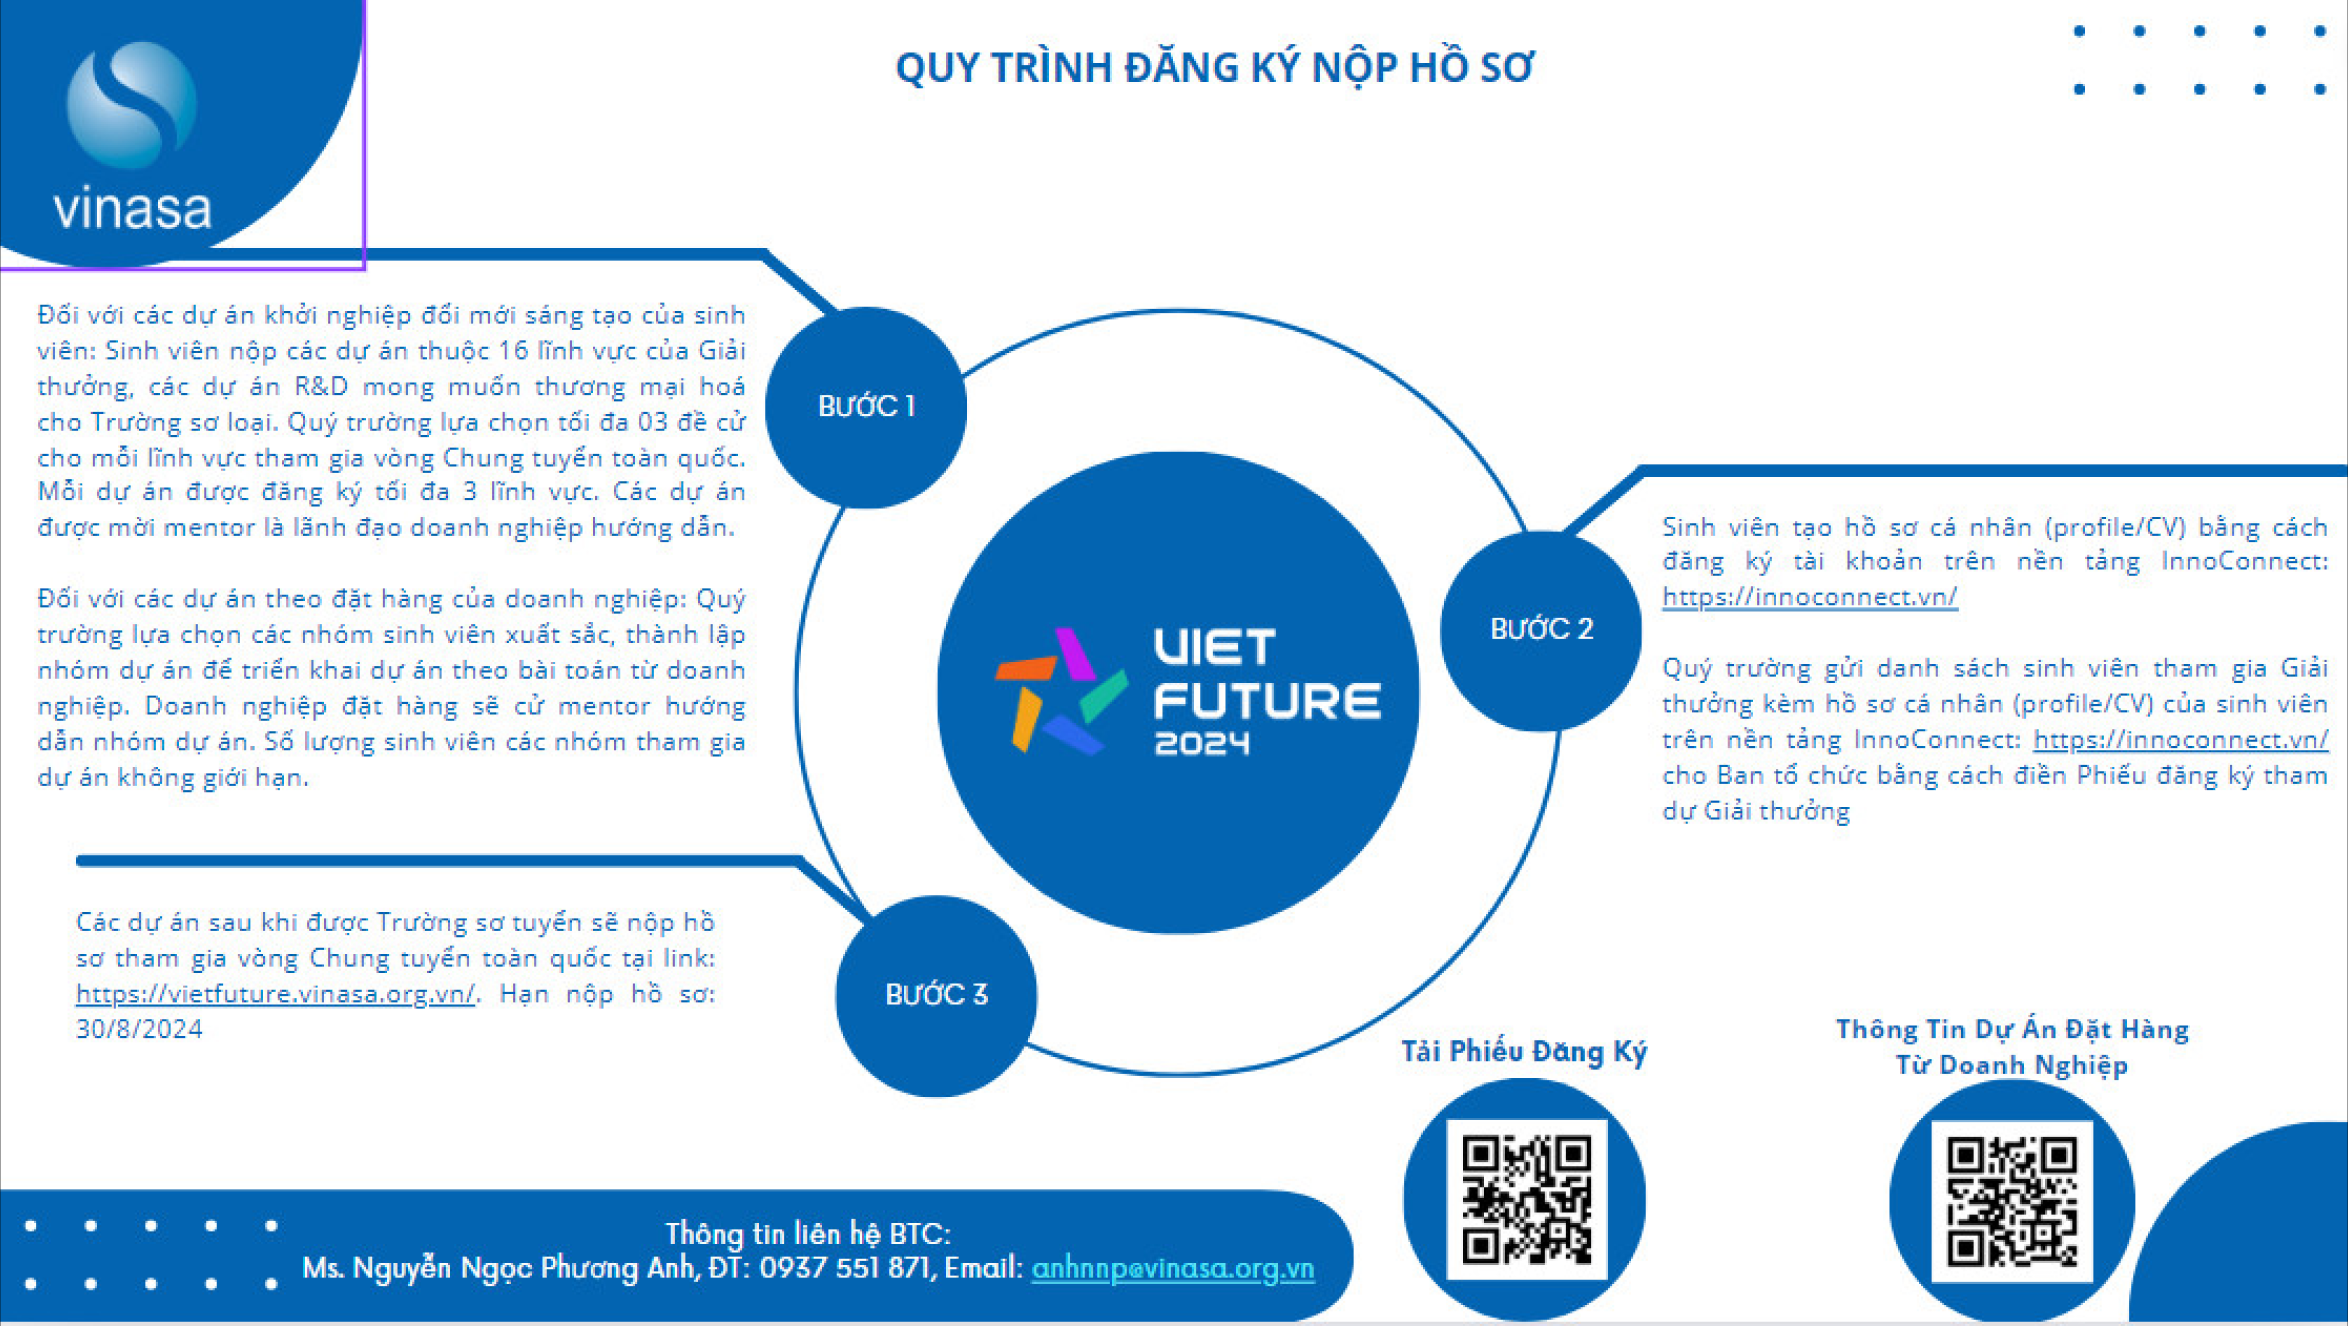 vinasa
QUY TRÌNH ĐĂNG KÝ NỘP HỒ SƠ
BƯỚC 1
Đối với các dự án khởi nghiệp đổi mới sáng tạo của sinh
viên: Sinh viên nộp các dự án thuộc 16 lĩnh vực của Giải
thưởng, các dự án R&D mong muốn thương mại hoá
cho Trường sơ loại. Quý trường lựa chọn tối đa 03 đề cử
cho mỗi lĩnh vực tham gia vòng Chung tuyển toàn quốc.
Mỗi dự án được đăng ký tối đa 3 lĩnh vực. Các dự án
được mời mentor là lãnh đạo doanh nghiệp hướng dẫn.
Đối với các dự án theo đặt hàng của doanh nghiệp: Quý
trường lựa chọn các nhóm sinh viên xuất sắc, thành lập
nhóm dự án để triển khai dự án theo bài toán từ doanh
nghiệp. Doanh nghiệp đặt hàng sẽ cử mentor hướng
dẫn nhóm dự án. Số lượng sinh viên các nhóm tham gia
dự án không giới hạn.
VIET
FUTURE
2024
BƯỚC 2
Sinh viên tạo hồ sơ cá nhân (profile/CV) bằng cách
đăng ký tài khoản trên nền tảng InnoConnect:
https://innoconnect.vn/
Quý trường gửi danh sách sinh viên tham gia Giải
thưởng kèm hồ sơ cá nhân (profile/CV) của sinh viên
trên nền tảng InnoConnect: https://innoconnect.vn/
cho Ban tổ chức bằng cách điền Phiếu đăng ký tham
dự Giải thưởng
BƯỚC 3
Các dự án sau khi được Trường sơ tuyển sẽ nộp hồ
sơ tham gia vòng Chung tuyển toàn quốc tại link:
https://vietfuture.vinasa.org.vn/. Hạn nộp hồ sơ:
30/8/2024
Tải Phiếu Đăng Ký
Thông Tin Dự Án Đặt Hàng
Từ Doanh Nghiệp
Thông tin liên hệ BTC:
Ms. Nguyễn Ngọc Phương Anh, ĐT: 0937 551 871, Email: anhnnp@vinasa.org.vn